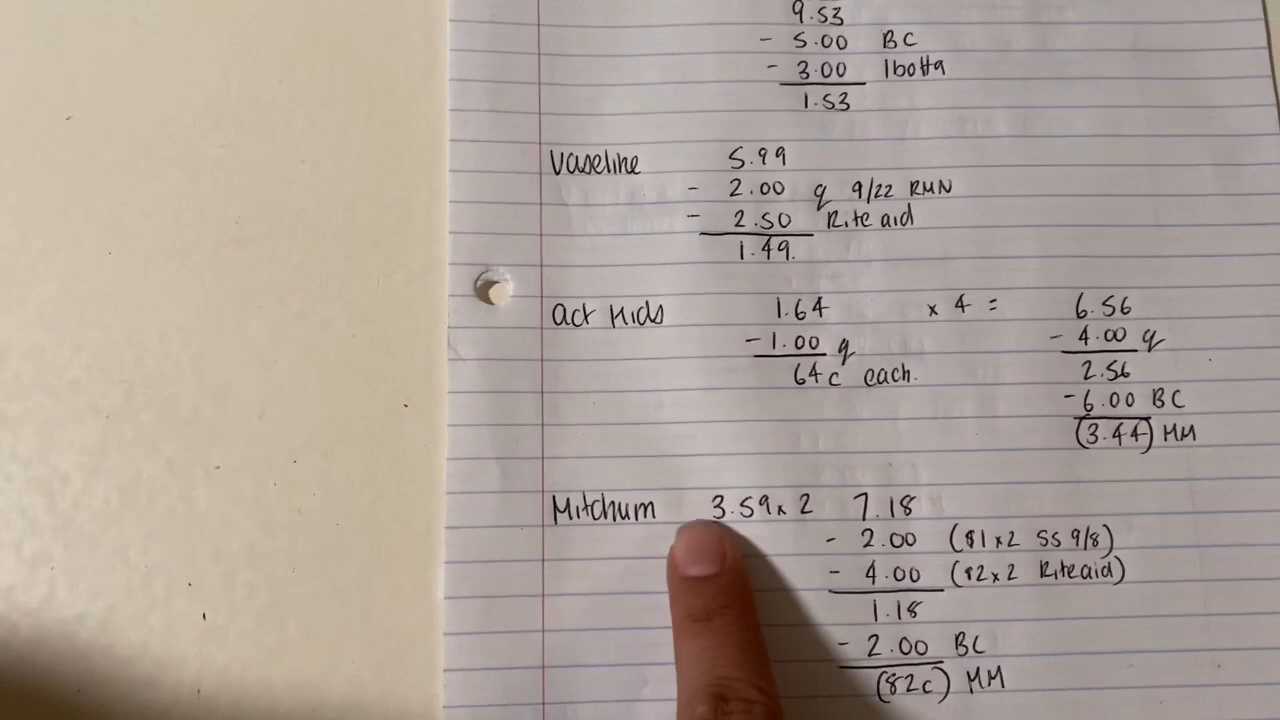 9.53
- 5.00 BC
- 3.00 Ibotta
1.53
Vaseline 5.99
- 2.00 q 9/22 RMN
- 2.50 Rite aid
1.49.
Act Kids 1.64 x 4 = 6.56
- 1.00 q - 4.00 q
64c each. 2.56
- 6.00 BC
(3.44) MM
Mitchum 3.59 x 2 7.18
- 2.00 ($1 x 2 SS 9/8)
- 4.00 ($2 x 2 Rite aid)
1.18
- 2.00 BC
(82c) MM